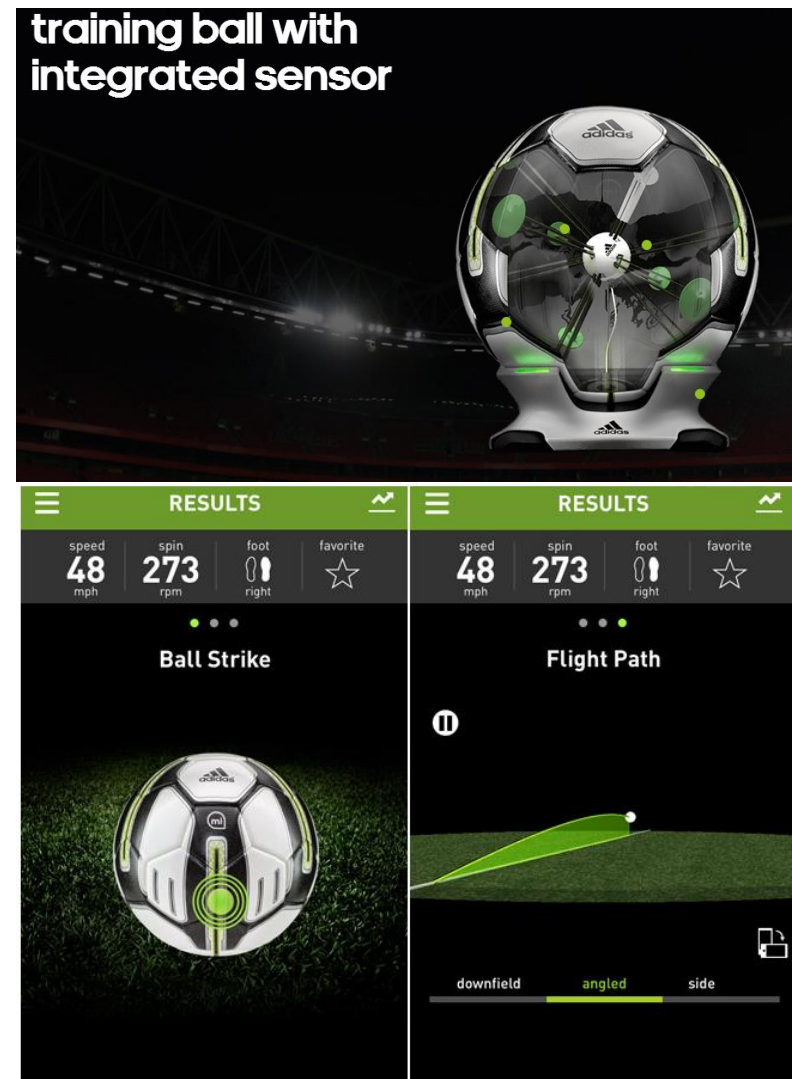 training ball with
integrated sensor
adidas
adidas
RESULTS
speed spin foot favorite
48 273
mph rpm right
Ball Strike
adidas
mi
RESULTS
speed spin foot favorite
48 273
mph rpm right
Flight Path
downfield angled side